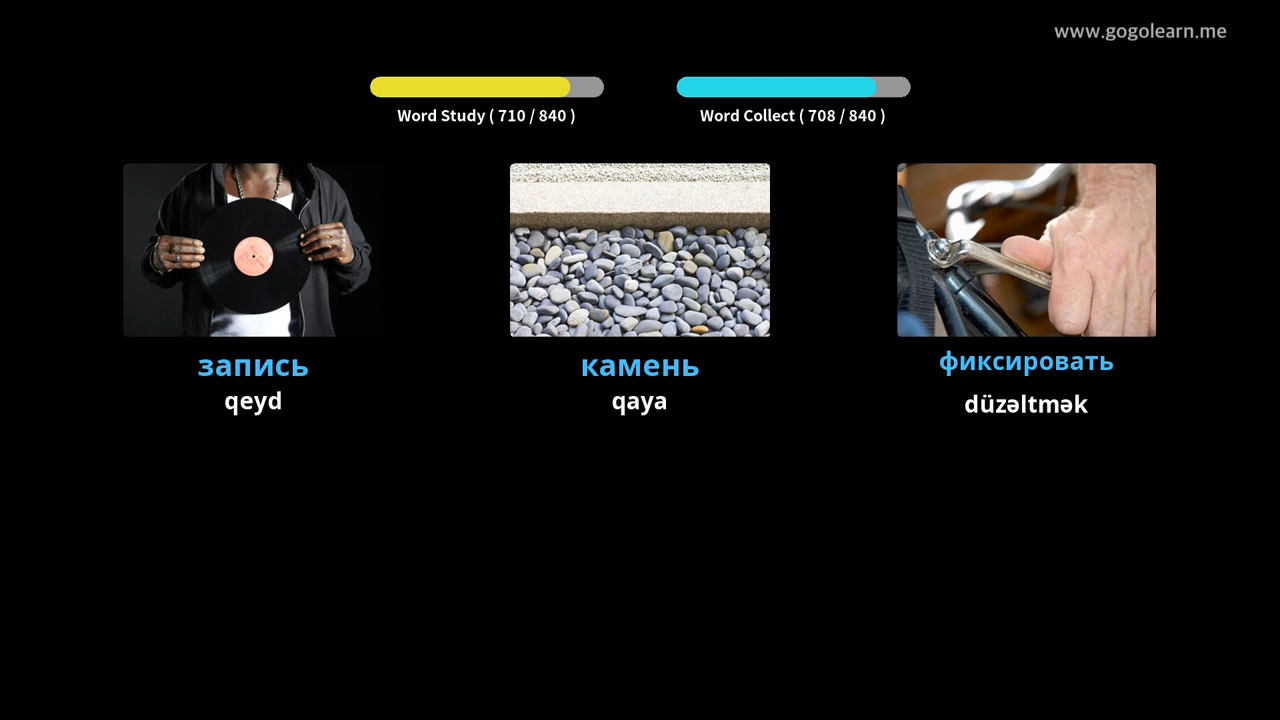 www.gogolearn.me
Word Study ( 710 / 840 )
Word Collect ( 708 / 840 )
запись
qeyd
камень
qaya
фиксировать
düzəltmək